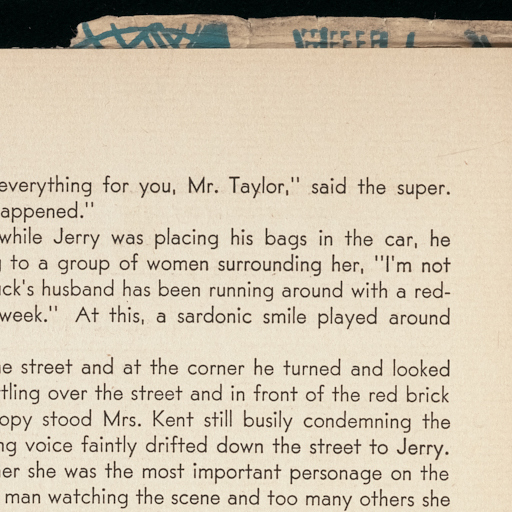 everything for you, Mr. Taylor," said the super.
appened."
while Jerry was placing his bags in the car, he
to a group of women surrounding her, "I'm not
uck's husband has been running around with a red-
week." At this, a sardonic smile played around
e street and at the corner he turned and looked
tling over the street and in front of the red brick
opy stood Mrs. Kent still busily condemning the
ng voice faintly drifted down the street to Jerry.
her she was the most important personage on the
man watching the scene and too many others she